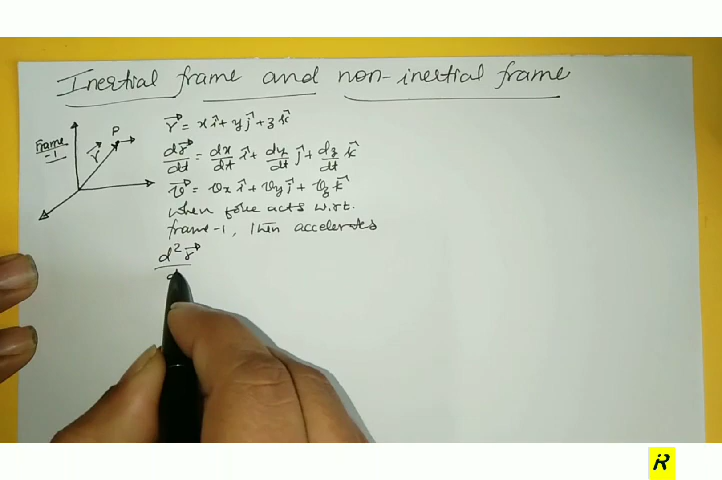 Inertial frame and non-inertial frame
Frame
-1
P
r⃗
r⃗ = x î + y ĵ + z k̂
dr⃗/dt = dx/dt î + dy/dt ĵ + dz/dt k̂
v⃗ = vx î + vy ĵ + vz k̂
when force acts w.r.t.
frame-1, then accelerates
d²r⃗
d
R